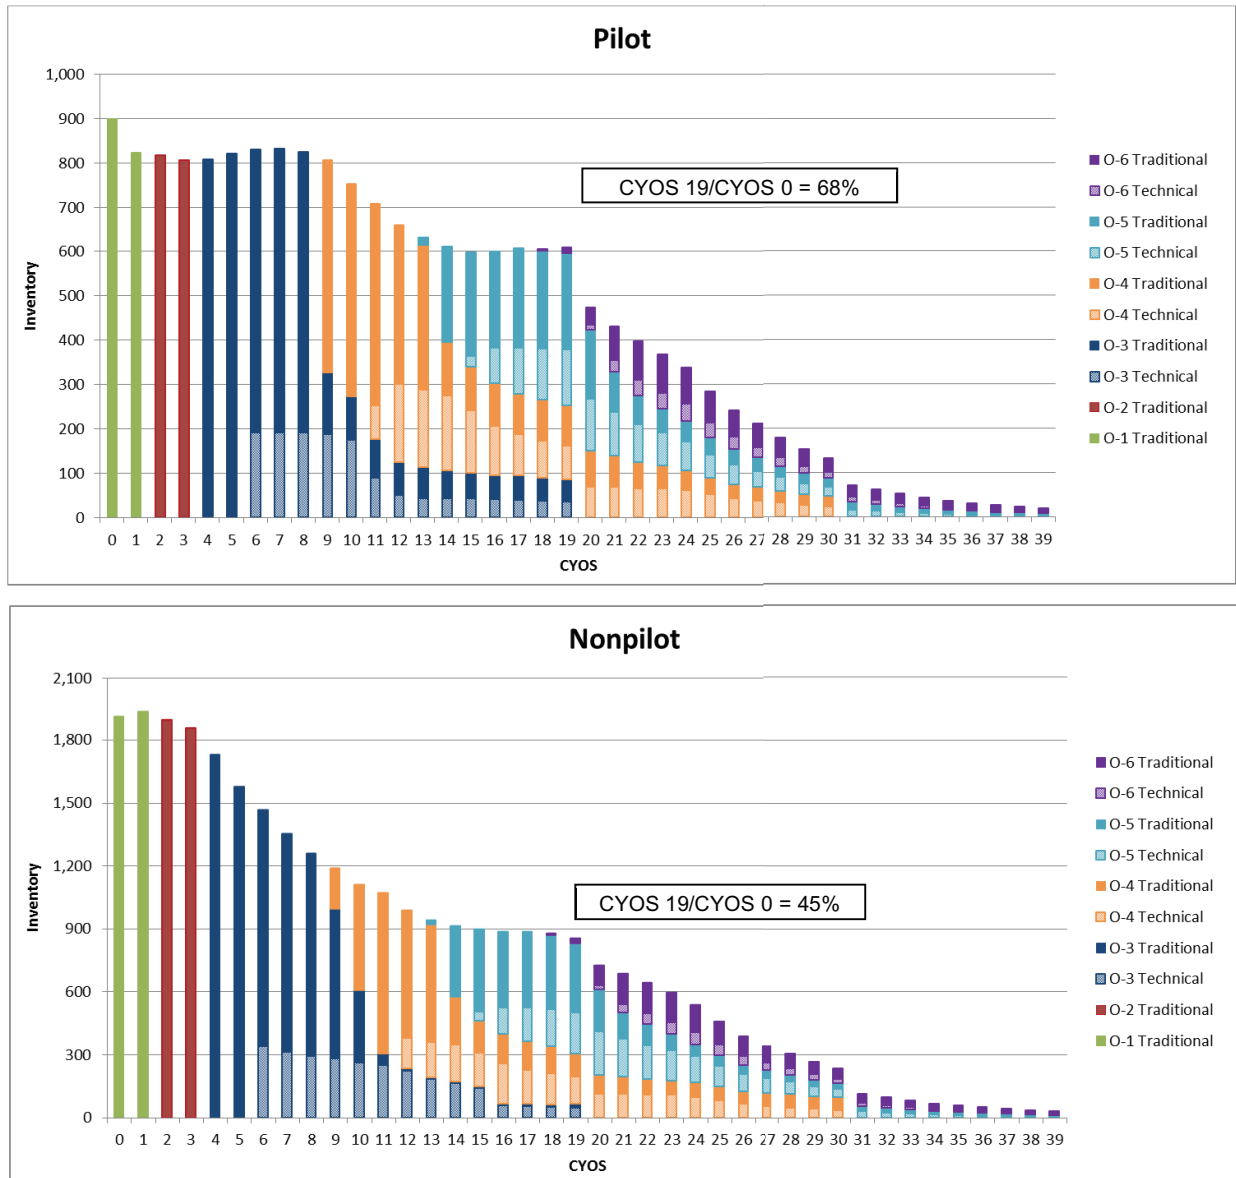 Pilot
1,000
900
800
700
600
500
400
300
200
100
0
Inventory
CYOS 19/CYOS 0 = 68%
O-6 Traditional
O-6 Technical
O-5 Traditional
O-5 Technical
O-4 Traditional
O-4 Technical
O-3 Traditional
O-3 Technical
O-2 Traditional
O-1 Traditional
0 1 2 3 4 5 6 7 8 9 10 11 12 13 14 15 16 17 18 19 20 21 22 23 24 25 26 27 28 29 30 31 32 33 34 35 36 37 38 39
CYOS
Nonpilot
2,100
1,800
1,500
1,200
900
600
300
0
Inventory
CYOS 19/CYOS 0 = 45%
O-6 Traditional
O-6 Technical
O-5 Traditional
O-5 Technical
O-4 Traditional
O-4 Technical
O-3 Traditional
O-3 Technical
O-2 Traditional
O-1 Traditional
0 1 2 3 4 5 6 7 8 9 10 11 12 13 14 15 16 17 18 19 20 21 22 23 24 25 26 27 28 29 30 31 32 33 34 35 36 37 38 39
CYOS